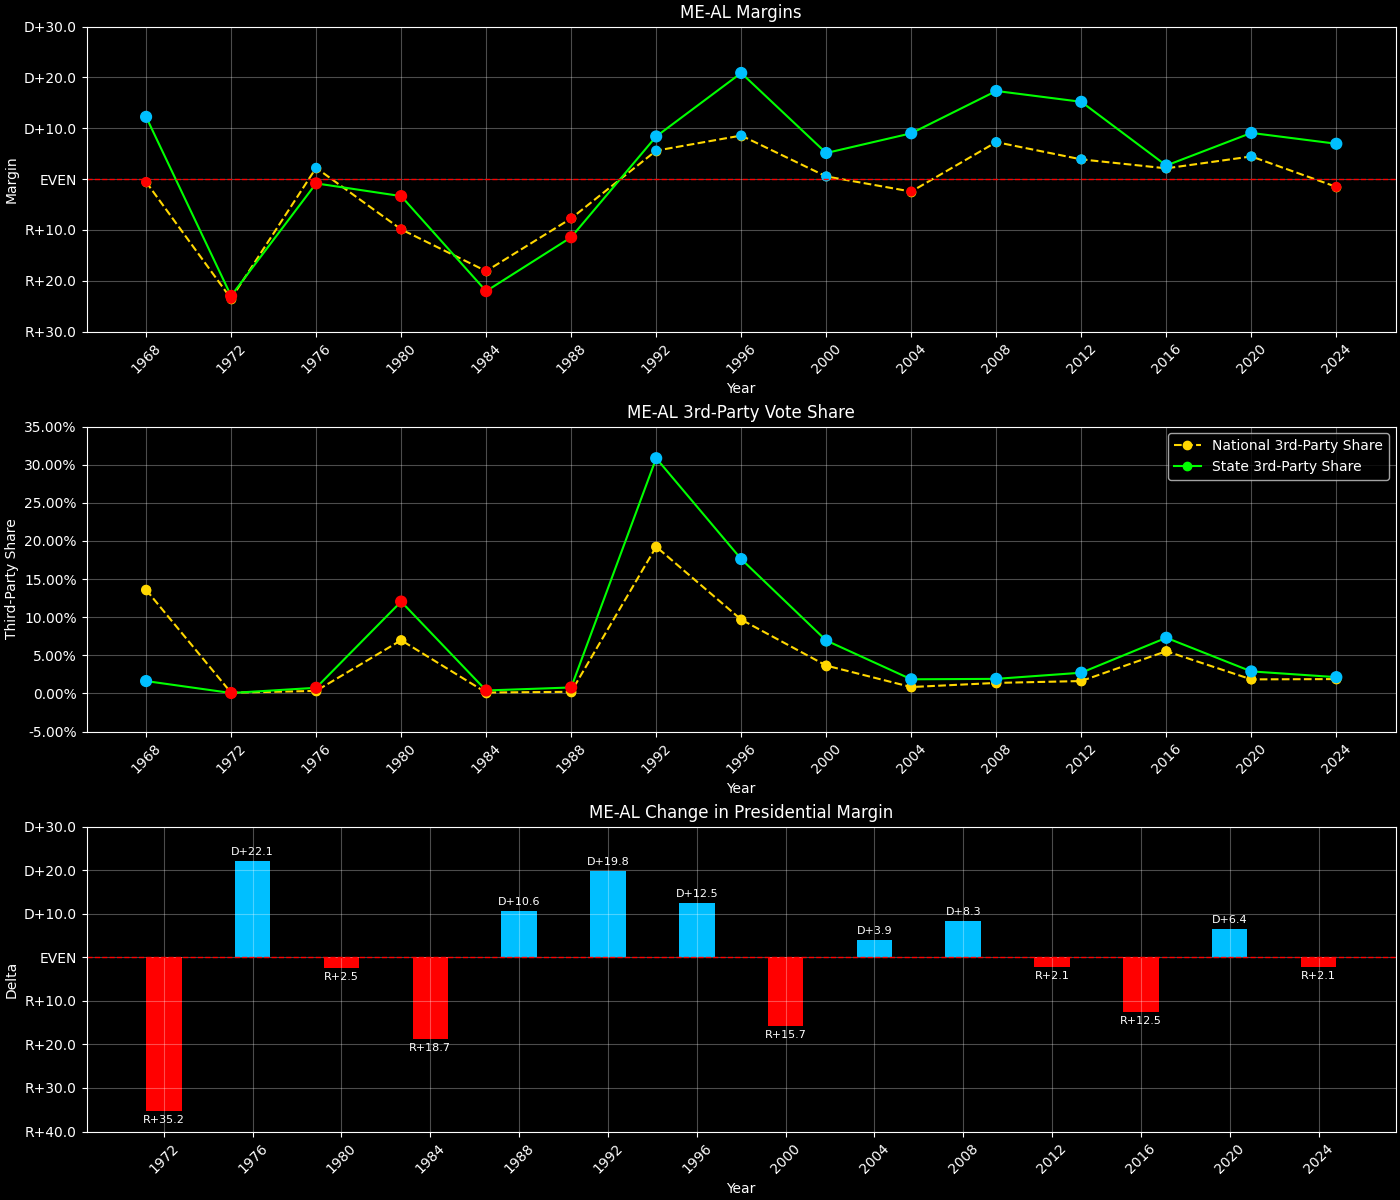 ME-AL Margins
D+30.0
D+20.0
D+10.0
EVEN
R+10.0
R+20.0
R+30.0
Margin
1968 1972 1976 1980 1984 1988 1992 1996 2000 2004 2008 2012 2016 2020 2024
Year
ME-AL 3rd-Party Vote Share
35.00%
30.00%
25.00%
20.00%
15.00%
10.00%
5.00%
0.00%
-5.00%
Third-Party Share
National 3rd-Party Share
State 3rd-Party Share
1968 1972 1976 1980 1984 1988 1992 1996 2000 2004 2008 2012 2016 2020 2024
Year
ME-AL Change in Presidential Margin
D+30.0
D+20.0
D+10.0
EVEN
R+10.0
R+20.0
R+30.0
R+40.0
Delta
R+35.2
D+22.1
R+2.5
R+18.7
D+10.6
D+19.8
D+12.5
R+15.7
D+3.9
D+8.3
R+2.1
R+12.5
D+6.4
R+2.1
1972 1976 1980 1984 1988 1992 1996 2000 2004 2008 2012 2016 2020 2024
Year